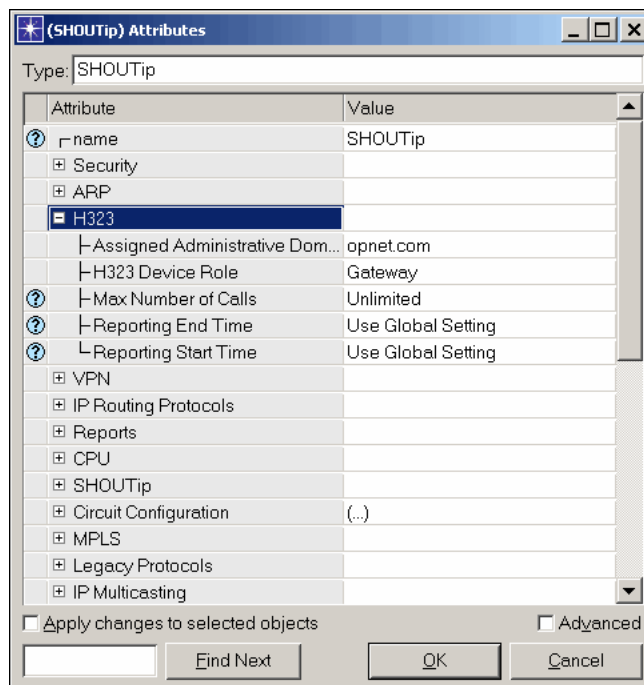 (SHOUTip) Attributes
Type: SHOUTip
Attribute Value
name SHOUTip
Security
ARP
H323
Assigned Administrative Dom... opnet.com
H323 Device Role Gateway
Max Number of Calls Unlimited
Reporting End Time Use Global Setting
Reporting Start Time Use Global Setting
VPN
IP Routing Protocols
Reports
CPU
SHOUTip
Circuit Configuration (...)
MPLS
Legacy Protocols
IP Multicasting
Apply changes to selected objects Advanced
Find Next OK Cancel